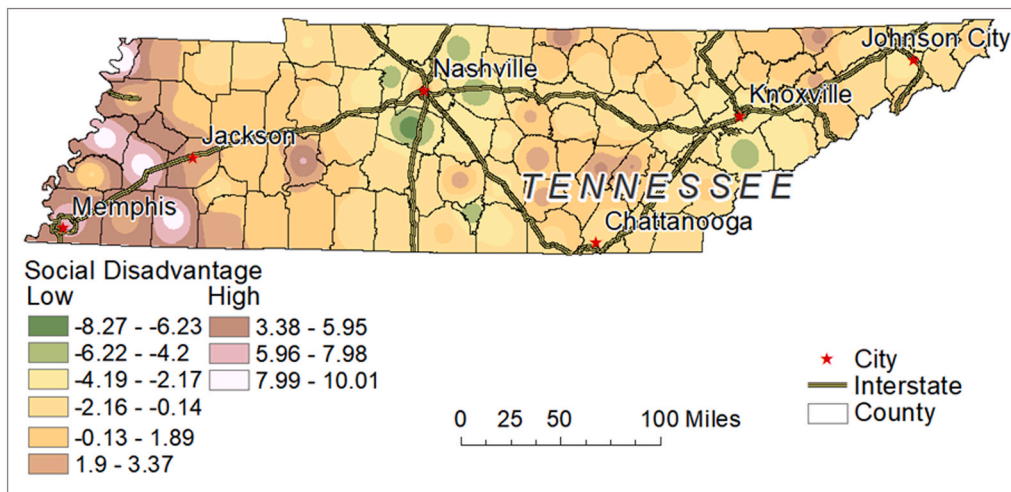 Johnson City
Nashville
Knoxville
Jackson
TENNESSEE
Memphis
Chattanooga
Social Disadvantage
Low High
-8.27 - -6.23 3.38 - 5.95
-6.22 - -4.2 5.96 - 7.98
-4.19 - -2.17 7.99 - 10.01
-2.16 - -0.14
-0.13 - 1.89
1.9 - 3.37
City
Interstate
County
0 25 50 100 Miles